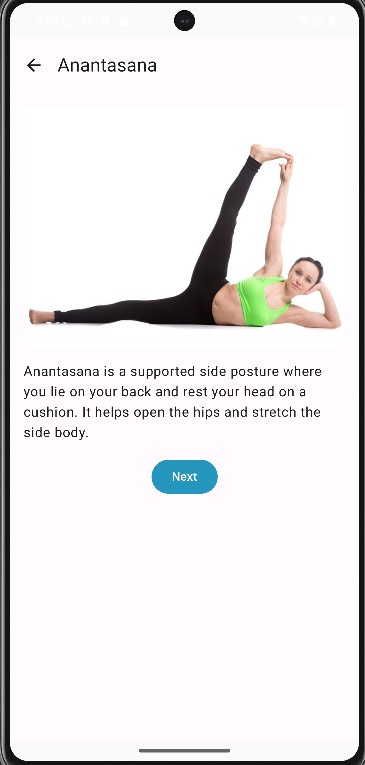 Anantasana
Anantasana is a supported side posture where
you lie on your back and rest your head on a
cushion. It helps open the hips and stretch the
side body.
Next